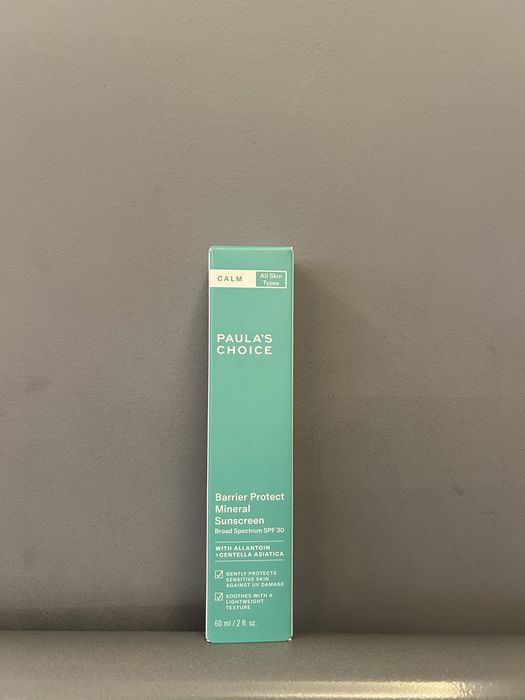 CALM
All Skin
Types
PAULA'S
CHOICE
Barrier Protect
Mineral
Sunscreen
Broad Spectrum SPF 30
WITH ALLANTOIN
+CENTELLA ASIATICA
GENTLY PROTECTS
SENSITIVE SKIN
AGAINST UV DAMAGE
SOOTHES WITH A
LIGHTWEIGHT
TEXTURE
60 ml / 2 fl. oz.